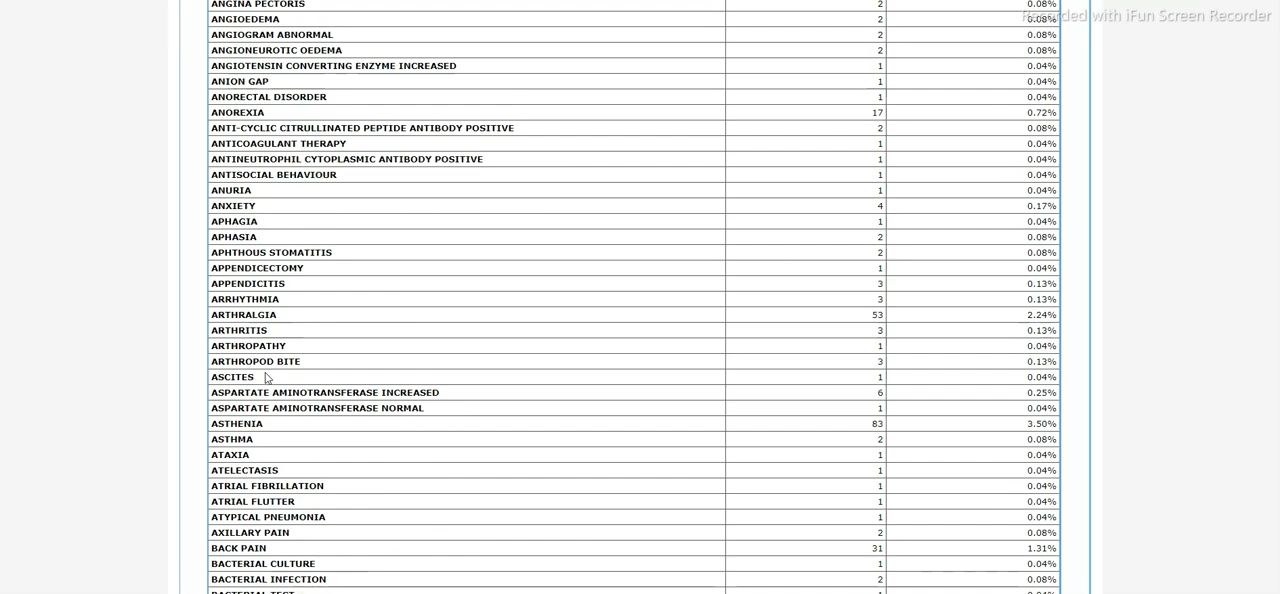 ANGINA PECTORIS 2 0.08%
Recorded with iFun Screen Recorder
ANGIOEDEMA 2 0.08%
ANGIOGRAM ABNORMAL 2 0.08%
ANGIONEUROTIC OEDEMA 2 0.08%
ANGIOTENSIN CONVERTING ENZYME INCREASED 1 0.04%
ANION GAP 1 0.04%
ANORECTAL DISORDER 1 0.04%
ANOREXIA 17 0.72%
ANTI-CYCLIC CITRULLINATED PEPTIDE ANTIBODY POSITIVE 2 0.08%
ANTICOAGULANT THERAPY 1 0.04%
ANTINEUTROPHIL CYTOPLASMIC ANTIBODY POSITIVE 1 0.04%
ANTISOCIAL BEHAVIOUR 1 0.04%
ANURIA 1 0.04%
ANXIETY 4 0.17%
APHAGIA 1 0.04%
APHASIA 2 0.08%
APHTHOUS STOMATITIS 2 0.08%
APPENDICECTOMY 1 0.04%
APPENDICITIS 3 0.13%
ARRHYTHMIA 3 0.13%
ARTHRALGIA 53 2.24%
ARTHRITIS 3 0.13%
ARTHROPATHY 1 0.04%
ARTHROPOD BITE 3 0.13%
ASCITES 1 0.04%
ASPARTATE AMINOTRANSFERASE INCREASED 6 0.25%
ASPARTATE AMINOTRANSFERASE NORMAL 1 0.04%
ASTHENIA 83 3.50%
ASTHMA 2 0.08%
ATAXIA 1 0.04%
ATELECTASIS 1 0.04%
ATRIAL FIBRILLATION 1 0.04%
ATRIAL FLUTTER 1 0.04%
ATYPICAL PNEUMONIA 1 0.04%
AXILLARY PAIN 2 0.08%
BACK PAIN 31 1.31%
BACTERIAL CULTURE 1 0.04%
BACTERIAL INFECTION 2 0.08%